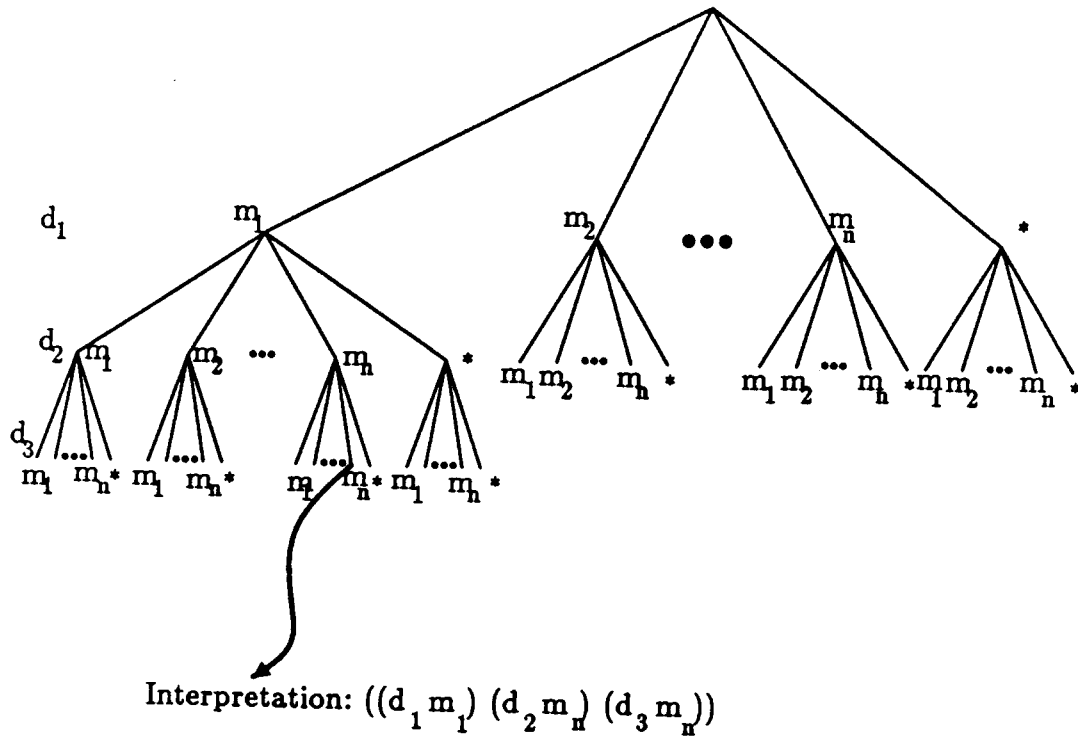 d₁ m₁ m₂ ●●● mₙ *
d₂ m₁ m₂ ... mₙ * m₁ m₂ ... mₙ * m₁ m₂ ... mₙ * m₁ m₂ ... mₙ *
d₃
m₁ ... mₙ * m₁ ... mₙ * m₁ ... mₙ * m₁ ... mₙ *
Interpretation: ((d₁ m₁) (d₂ mₙ) (d₃ mₙ))